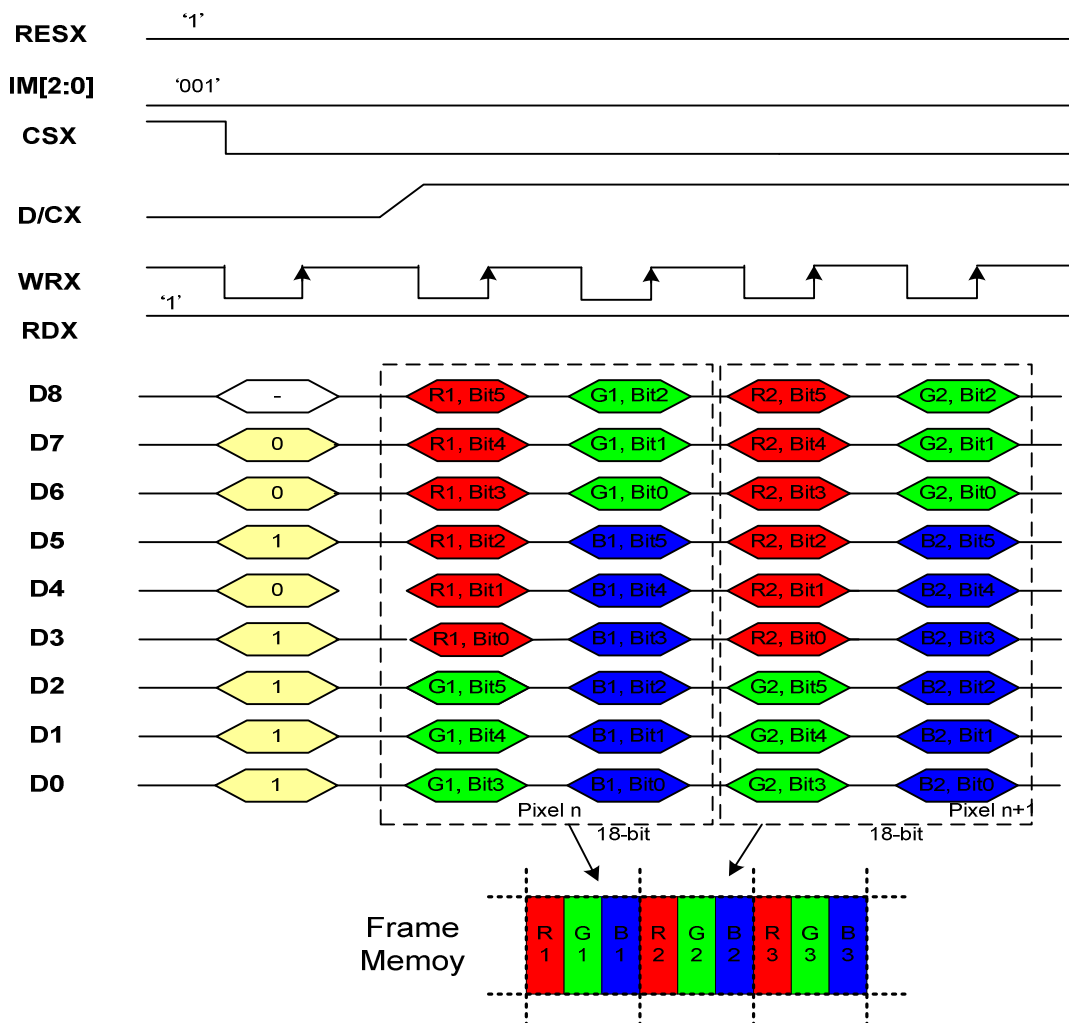 RESX '1'
IM[2:0] '001'
CSX
D/CX
WRX
'1'
RDX
D8 - R1, Bit5 G1, Bit2 R2, Bit5 G2, Bit2
D7 0 R1, Bit4 G1, Bit1 R2, Bit4 G2, Bit1
D6 0 R1, Bit3 G1, Bit0 R2, Bit3 G2, Bit0
D5 1 R1, Bit2 B1, Bit5 R2, Bit2 B2, Bit5
D4 0 R1, Bit1 B1, Bit4 R2, Bit1 B2, Bit4
D3 1 R1, Bit0 B1, Bit3 R2, Bit0 B2, Bit3
D2 1 G1, Bit5 B1, Bit2 G2, Bit5 B2, Bit2
D1 1 G1, Bit4 B1, Bit1 G2, Bit4 B2, Bit1
D0 1 G1, Bit3 B1, Bit0 G2, Bit3 B2, Bit0
Pixel n Pixel n+1
18-bit 18-bit
Frame
Memoy
R G B R G B R G B
1 1 1 2 2 2 3 3 3